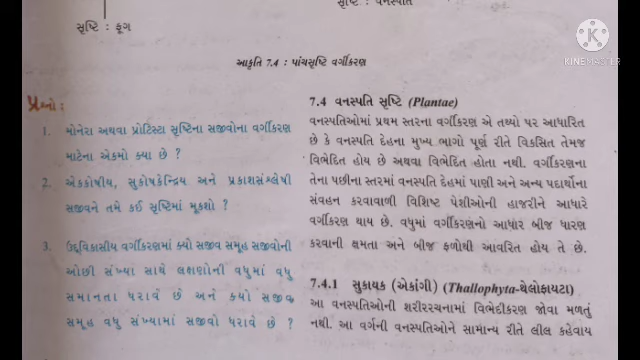 સૃષ્ટિ : વનસ્પતિ
સૃષ્ટિ : ફૂગ
KINEMASTER
આકૃતિ 7.4 : પાંચસૃષ્ટિ વર્ગીકરણ
પ્રશ્નો :
1. મોનેરા અથવા પ્રોટિસ્ટા સૃષ્ટિના સજીવોના વર્ગીકરણ
માટેના એકમો ક્યા છે ?
2. એકકોષીય, સુકોષકેન્દ્રિય અને પ્રકાશસંશ્લેષી
સજીવને તમે કઈ સૃષ્ટિમાં મૂકશો ?
3. ઉદ્દવિકાસીય વર્ગીકરણમાં ક્યો સજીવ સમૂહ સજીવોની
ઓછી સંખ્યા સાથે લક્ષણોની વધુમાં વધુ
સમાનતા ધરાવે છે અને ક્યો સજીવ
સમૂહ વધુ સંખ્યામાં સજીવો ધરાવે છે ?
7.4 વનસ્પતિ સૃષ્ટિ (Plantae)
વનસ્પતિઓમાં પ્રથમ સ્તરના વર્ગીકરણ એ તથ્યો પર આધારિત
છે કે વનસ્પતિ દેહના મુખ્ય ભાગો પૂર્ણ રીતે વિકસિત તેમજ
વિભેદિત હોય છે અથવા વિભેદિત હોતા નથી. વર્ગીકરણના
તેના પછીના સ્તરમાં વનસ્પતિ દેહમાં પાણી અને અન્ય પદાર્થોના
સંવહન કરવાવાળી વિશિષ્ટ પેશીઓની હાજરીને આધારે
વર્ગીકરણ થાય છે. વધુમાં વર્ગીકરણનો આધાર બીજ ધારણ
કરવાની ક્ષમતા અને બીજ ફળોથી આવરિત હોય તે છે.
7.4.1 સુકાયક (એકાંગી) (Thallophyta-થેલોફાયટા)
આ વનસ્પતિઓની શરીરરચનામાં વિભેદીકરણ જોવા મળતું
નથી. આ વર્ગની વનસ્પતિઓને સામાન્ય રીતે લીલ કહેવાય